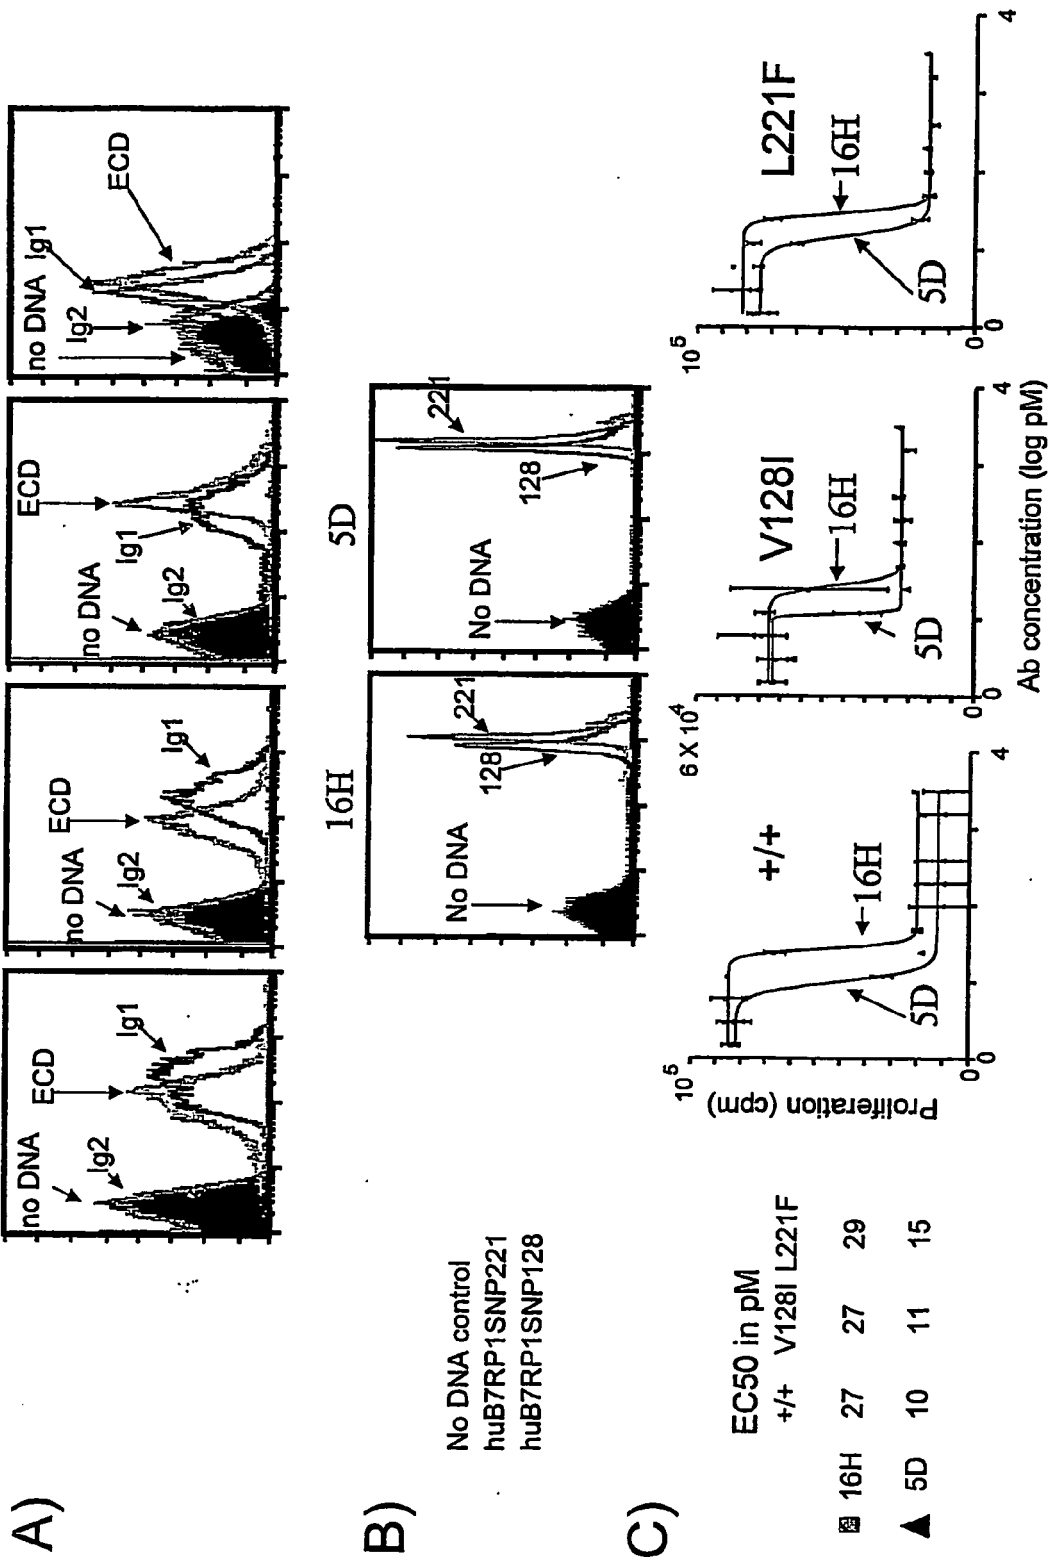 A)
no DNA
Ig2
ECD
Ig1
no DNA
Ig2
ECD
Ig1
no DNA
Ig2
Ig1
ECD
no DNA
Ig2
Ig1
ECD
B)
No DNA control
huB7RP1SNP221
huB7RP1SNP128
16H
No DNA
128
221
5D
No DNA
128
221
C)
EC50 in pM
+/+ V128I L221F
16H 27 27 29
5D 10 11 15
Proliferation (cpm)
10^5
0
0
4
+/+
16H
5D
6 X 10^4
0
0
4
V128I
16H
5D
10^5
0
0
4
L221F
16H
5D
Ab concentration (log pM)